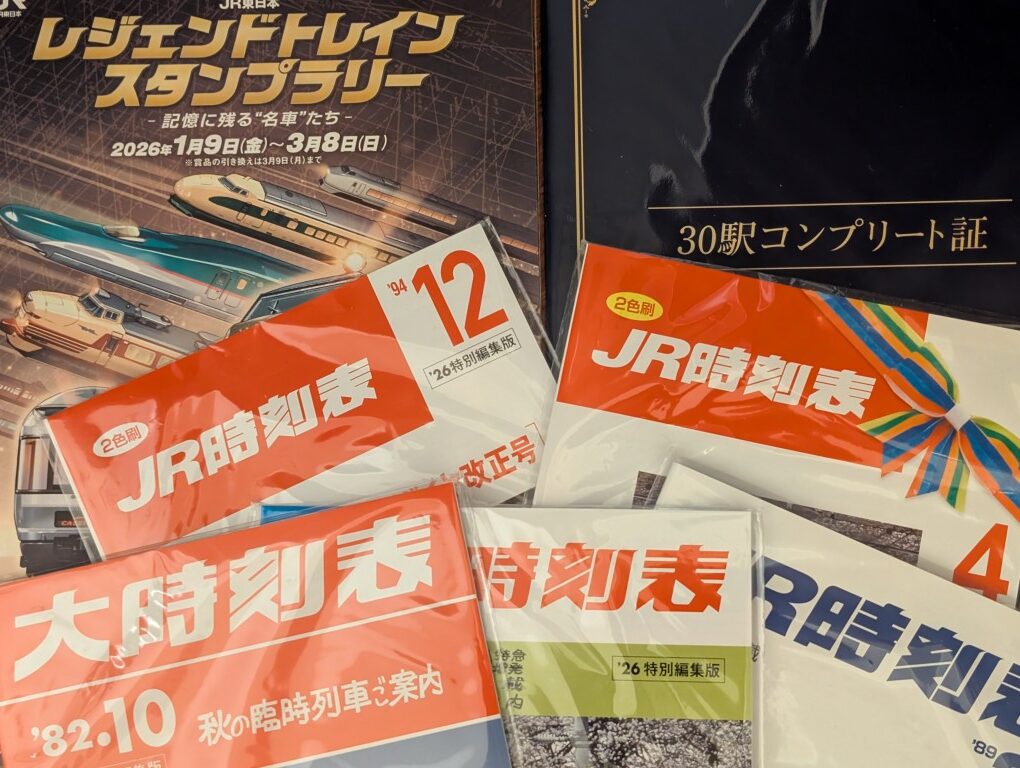 JR東日本
JR東日本
レジェンドトレイン
スタンプラリー
- 記憶に残る“名車”たち -
2026年1月9日(金)～3月8日(日)
※賞品の引き換えは3月9日(月)まで
30駅コンプリート証
'94 12
'26特別編集版
2色刷
JR時刻表
改正号
2色刷
JR時刻表
4
大時刻表
'82.10
秋の臨時列車ご案内
時刻表
'26 特別編集版
R時刻
'89